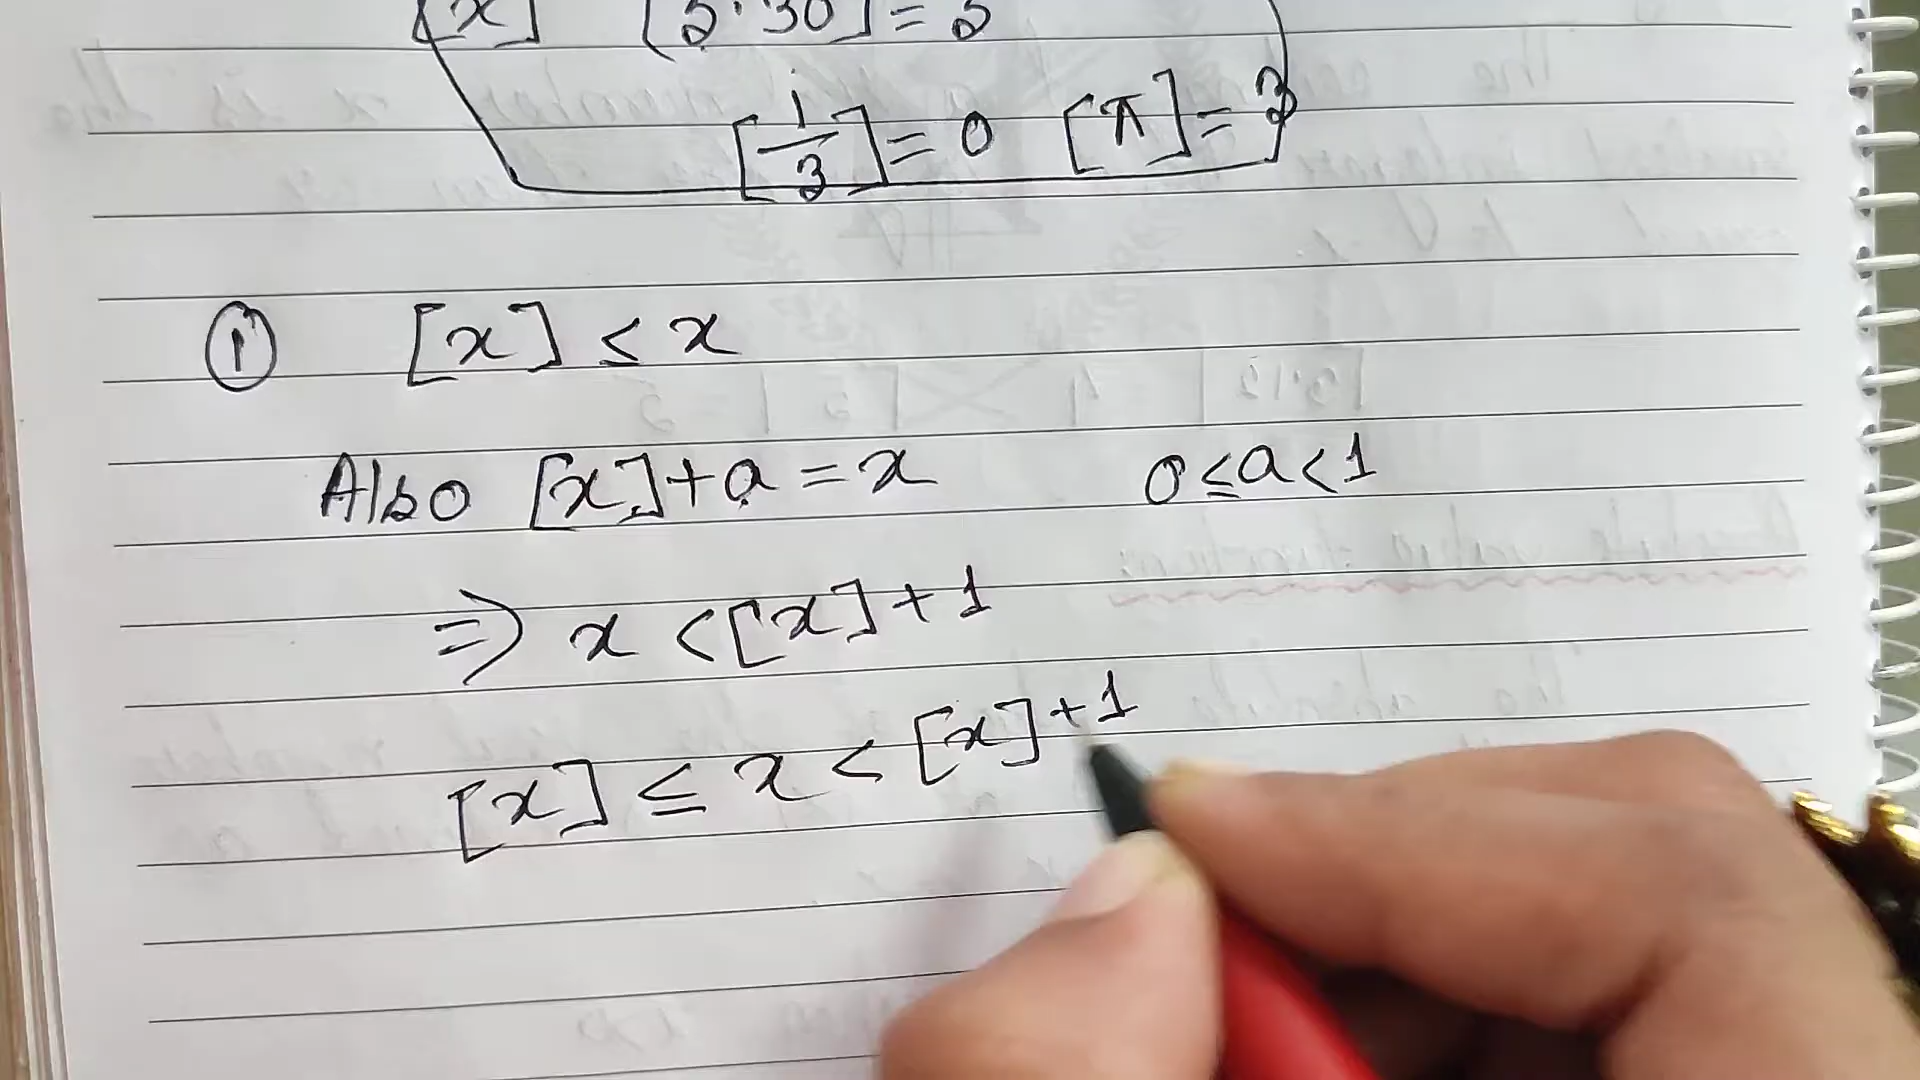 [x] [2.30] = 2
[1/3] = 0 [π] = 3
① [x] ≤ x
Also [x] + a = x 0 ≤ a < 1
⇒ x < [x] + 1
[x] ≤ x < [x] + 1